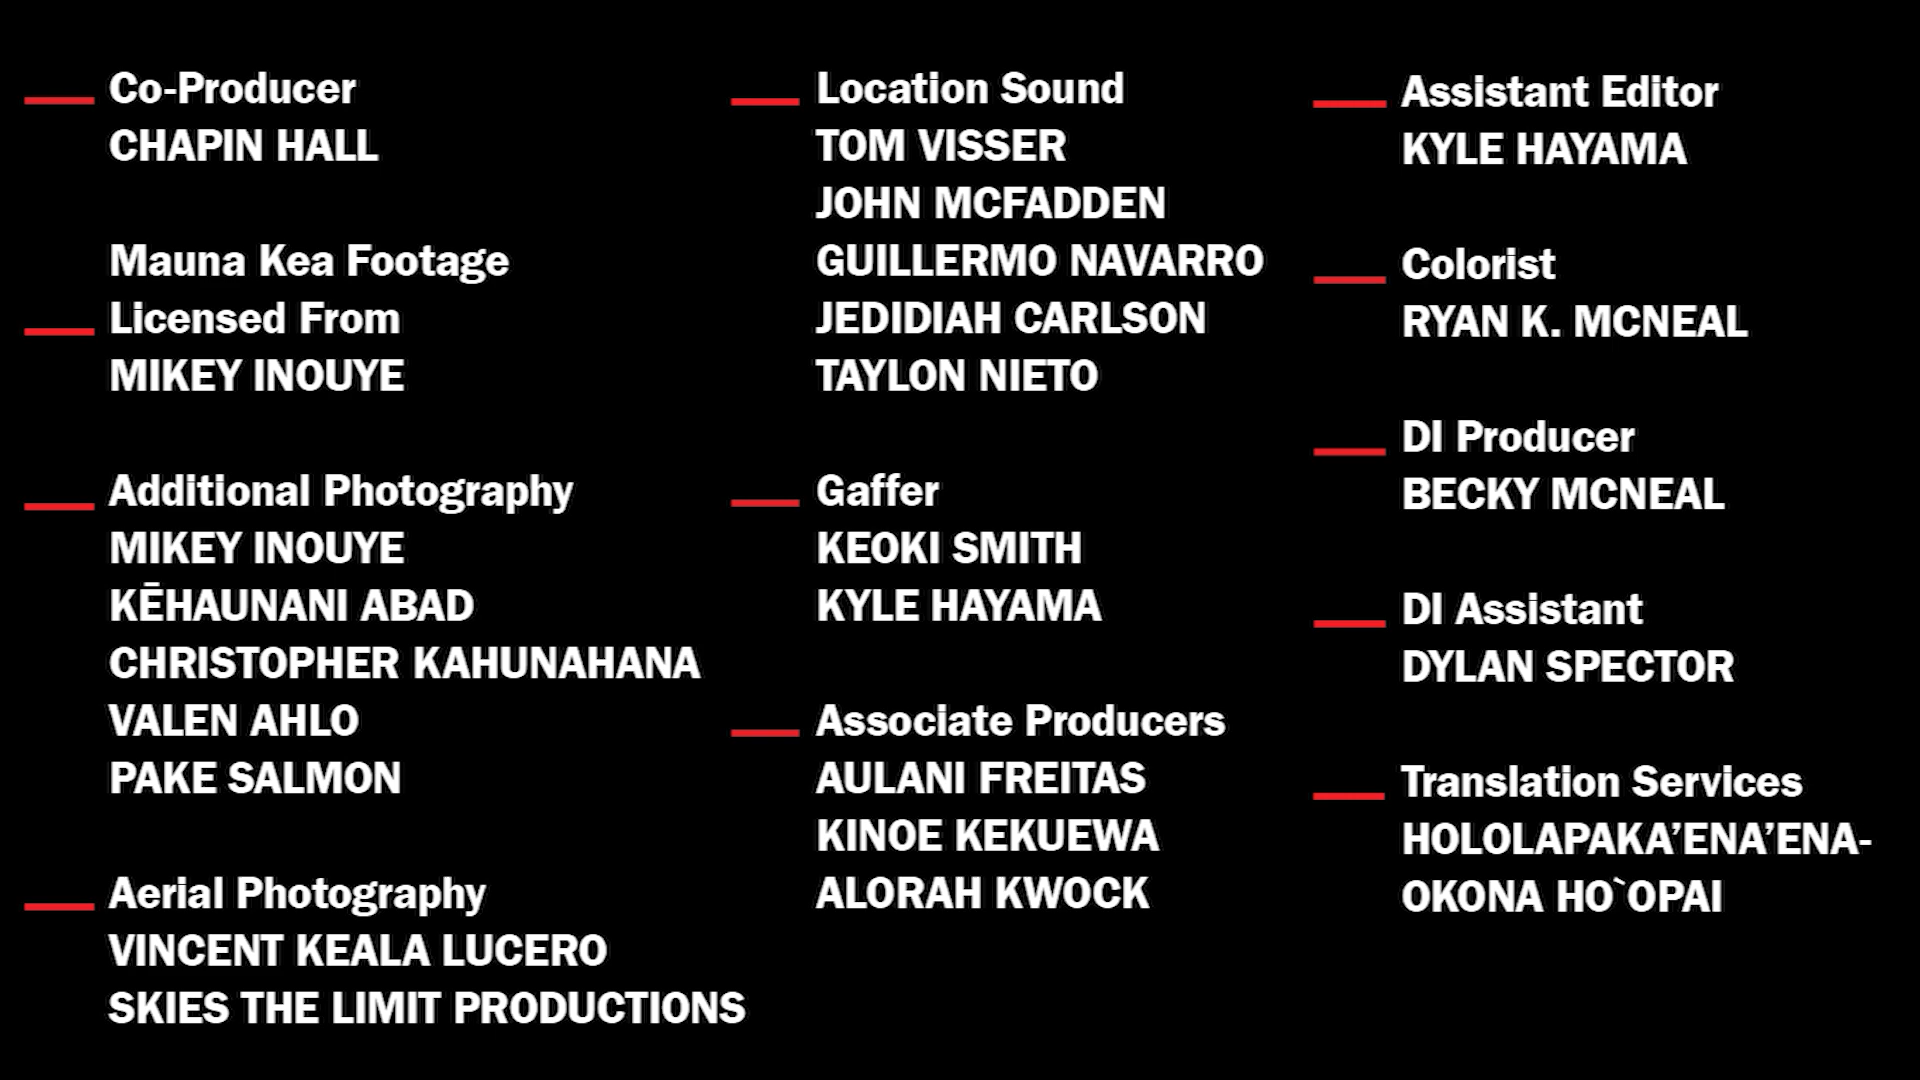 Co-Producer
CHAPIN HALL
Mauna Kea Footage
Licensed From
MIKEY INOUYE
Additional Photography
MIKEY INOUYE
KĒHAUNANI ABAD
CHRISTOPHER KAHUNAHANA
VALEN AHLO
PAKE SALMON
Aerial Photography
VINCENT KEALA LUCERO
SKIES THE LIMIT PRODUCTIONS
Location Sound
TOM VISSER
JOHN MCFADDEN
GUILLERMO NAVARRO
JEDIDIAH CARLSON
TAYLON NIETO
Gaffer
KEOKI SMITH
KYLE HAYAMA
Associate Producers
AULANI FREITAS
KINOE KEKUEWA
ALORAH KWOCK
Assistant Editor
KYLE HAYAMA
Colorist
RYAN K. MCNEAL
DI Producer
BECKY MCNEAL
DI Assistant
DYLAN SPECTOR
Translation Services
HOLOLAPAKA’ENA’ENA-
OKONA HO`OPAI